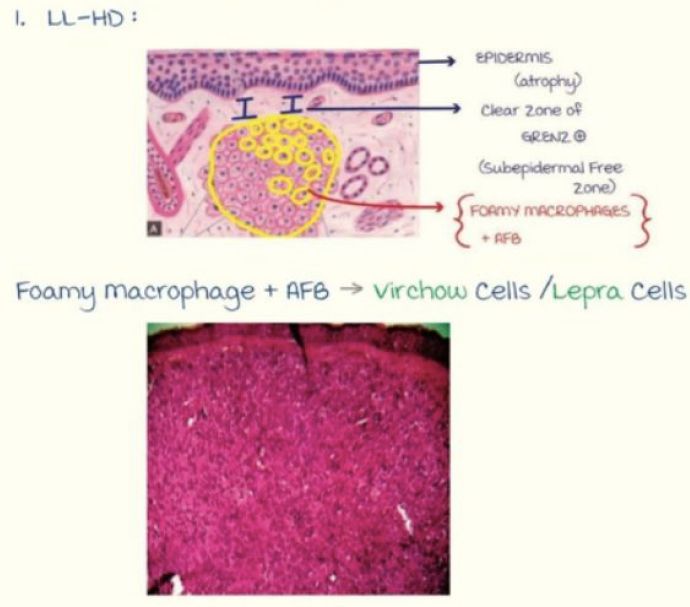 1. LL-HD:
EPIDERMIS
(atrophy)
Clear Zone of
GRENZ ⊕
(Subepidermal Free
Zone)
FOAMY MACROPHAGES
+ AFB
A
Foamy macrophage + AFB → Virchow Cells /Lepra Cells